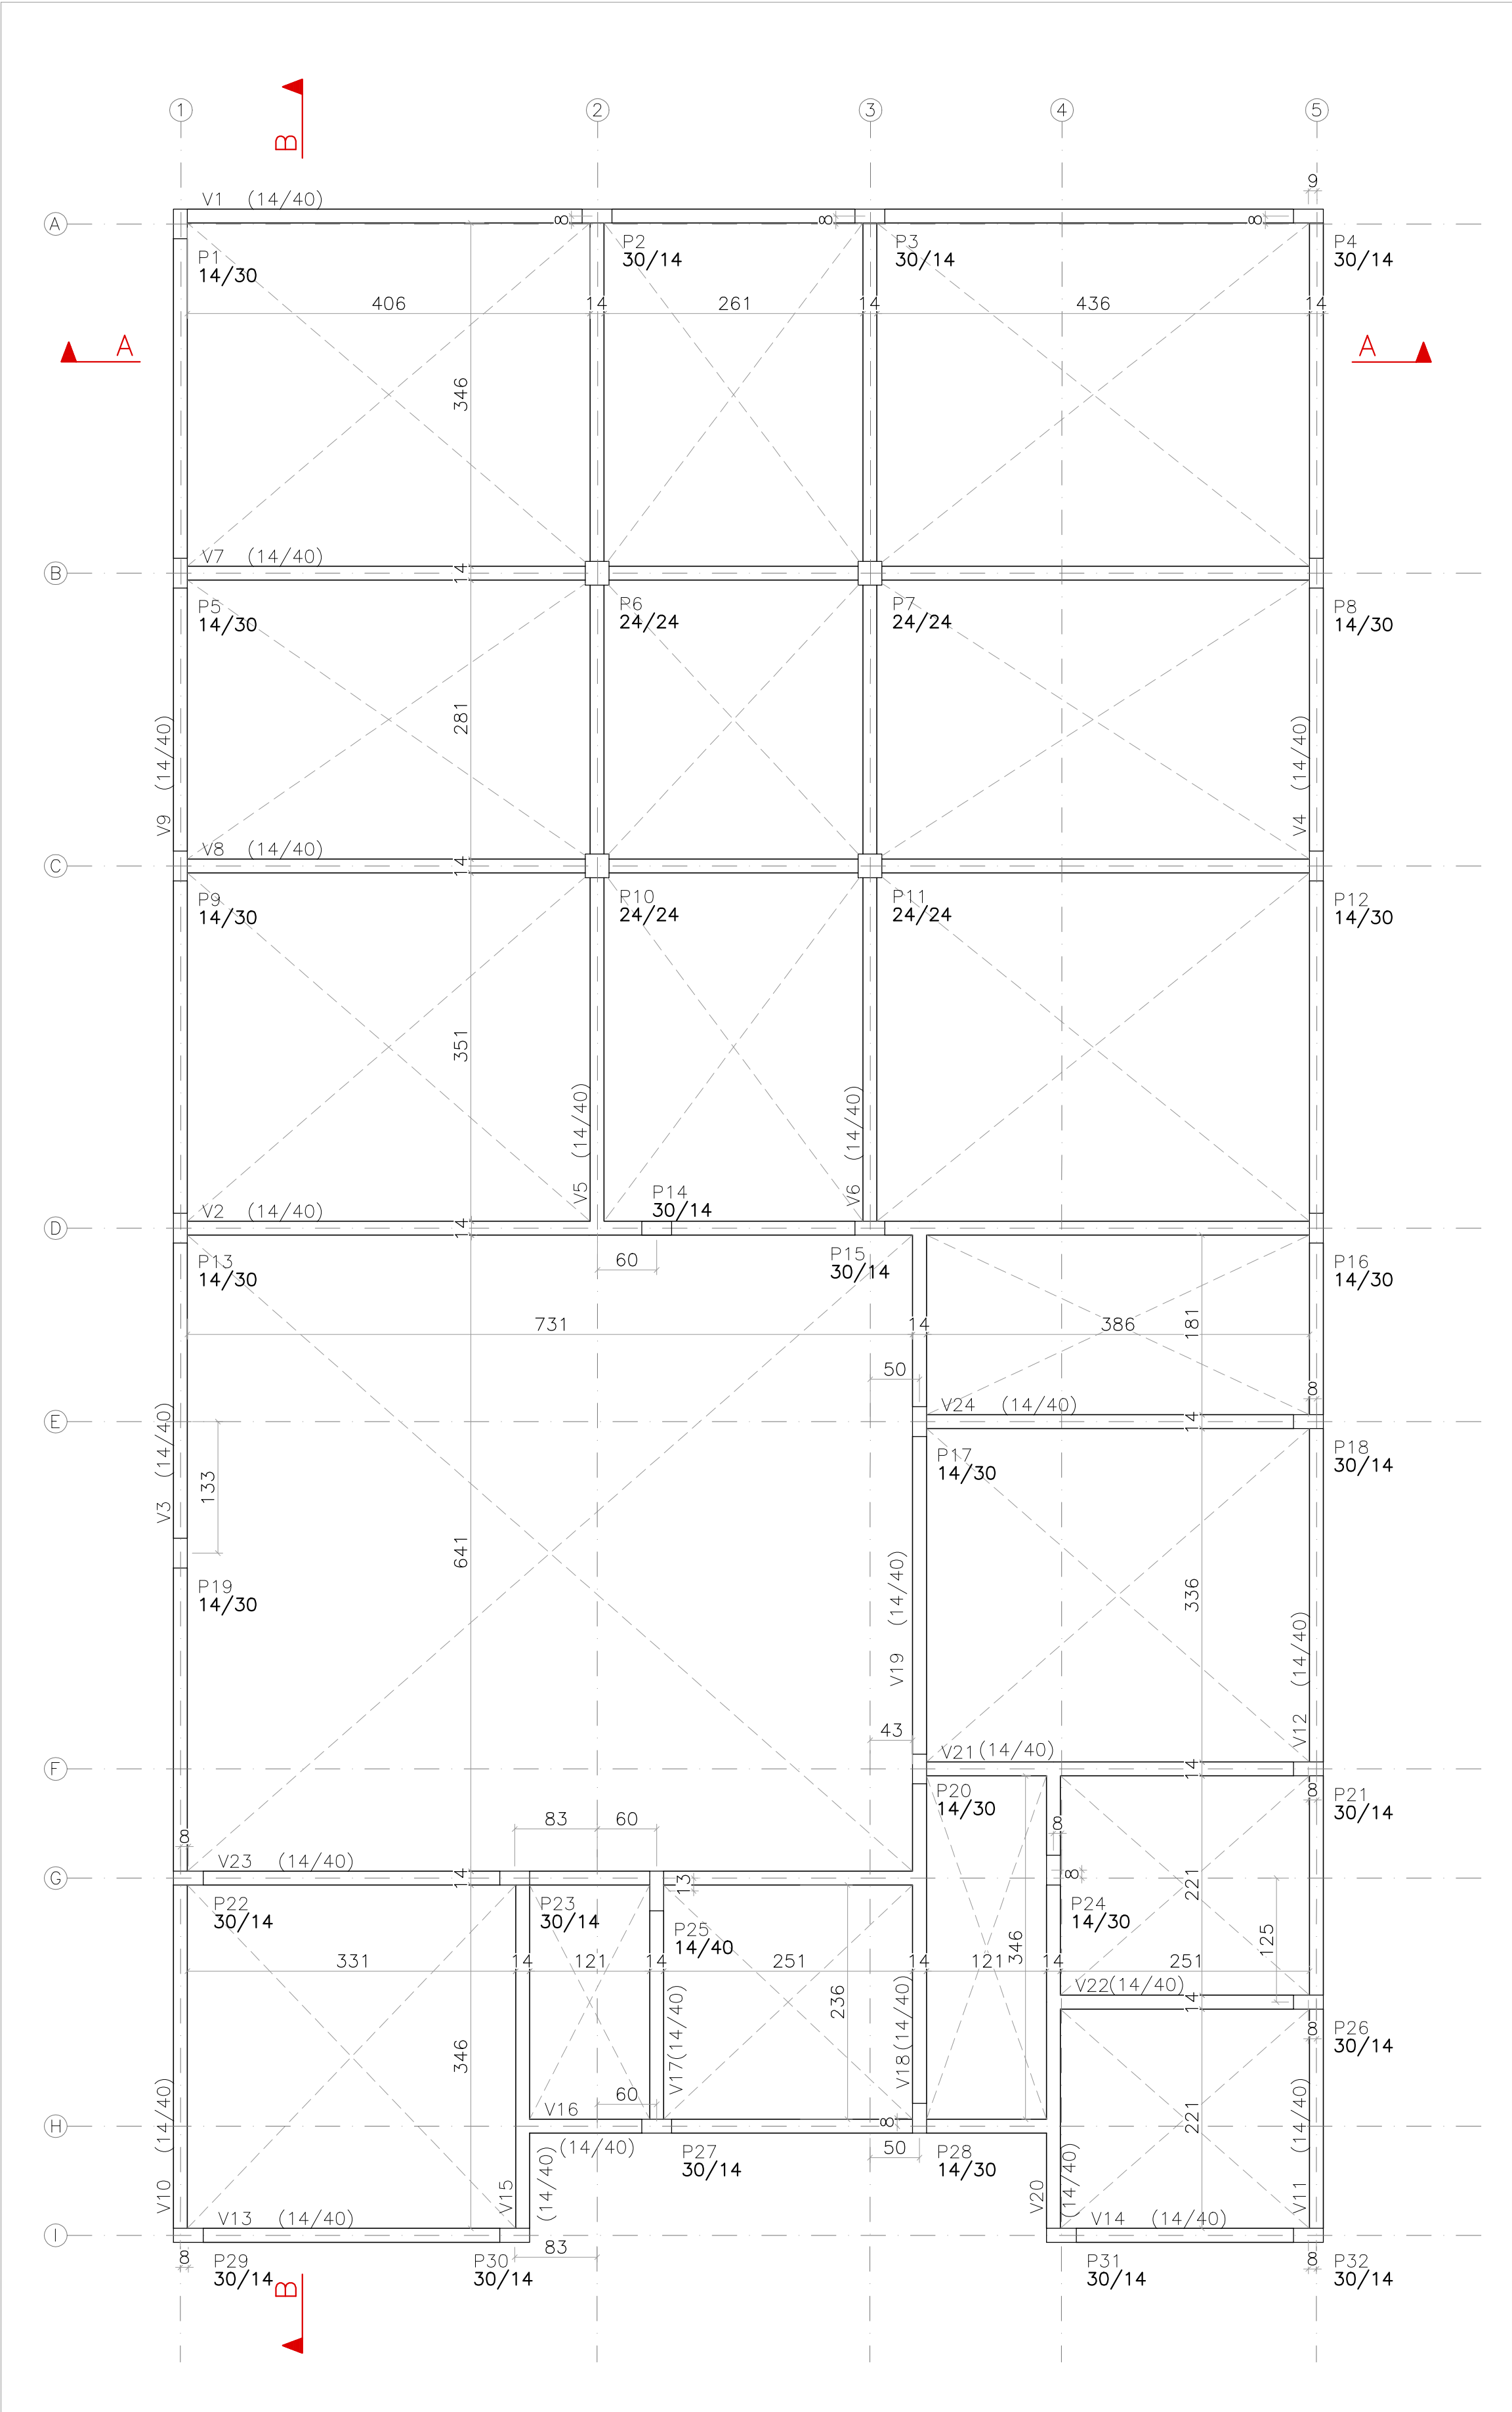 B
1
2
3
4
5
9
V1 (14/40)
A
8
8
8
P1
14/30
P2
30/14
P3
30/14
P4
30/14
406
14
261
14
436
14
A
A
346
V7 (14/40)
14
B
P5
14/30
P6
24/24
P7
24/24
P8
14/30
281
V9 (14/40)
V4 (14/40)
V8 (14/40)
14
C
P9
14/30
P10
24/24
P11
24/24
P12
14/30
351
V5 (14/40)
V6 (14/40)
P14
30/14
V2 (14/40)
14
D
60
P13
14/30
P15
30/14
P16
14/30
731
14
386
181
50
8
V24 (14/40)
14
E
V3 (14/40)
133
P17
14/30
P18
30/14
641
P19
14/30
V19 (14/40)
336
V12 (14/40)
43
V21 (14/40)
14
F
P20
14/30
8
P21
30/14
83
60
8
8
V23 (14/40)
14
13
8
G
P22
30/14
P23
30/14
P25
14/40
P24
14/30
221
125
331
14
121
14
251
14
121
14
251
346
236
V22(14/40)
14
V17(14/40)
V18(14/40)
8
P26
30/14
346
60
V16
(14/40)
8
H
P27
30/14
50
P28
14/30
221
V10 (14/40)
V15 (14/40)
V20 (14/40)
V11 (14/40)
V13 (14/40)
V14 (14/40)
I
83
8
P29
30/14
P30
30/14
P31
30/14
8
P32
30/14
B